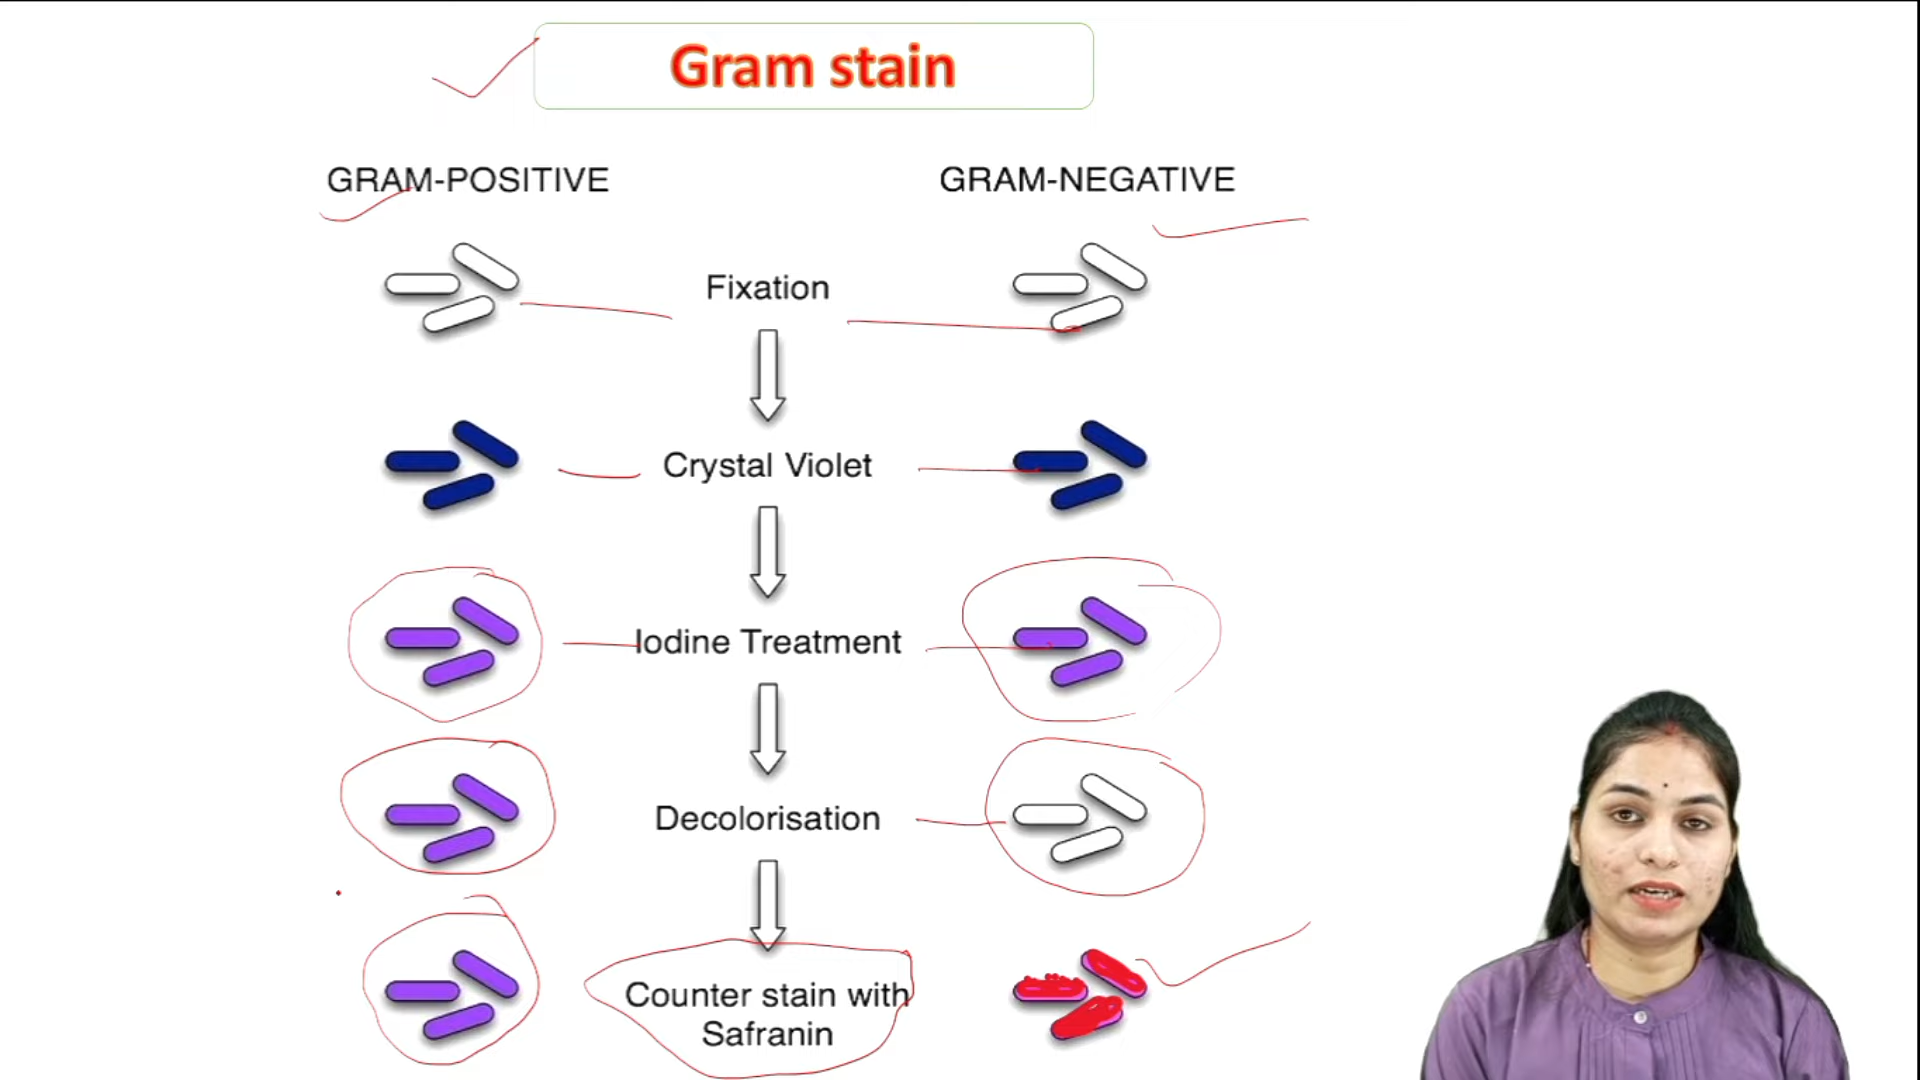 Gram stain
GRAM-POSITIVE
GRAM-NEGATIVE
Fixation
Crystal Violet
Iodine Treatment
Decolorisation
Counter stain with
Safranin